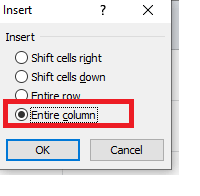 Insert
Insert
Shift cells right
Shift cells down
Entire row
Entire column
OK Cancel